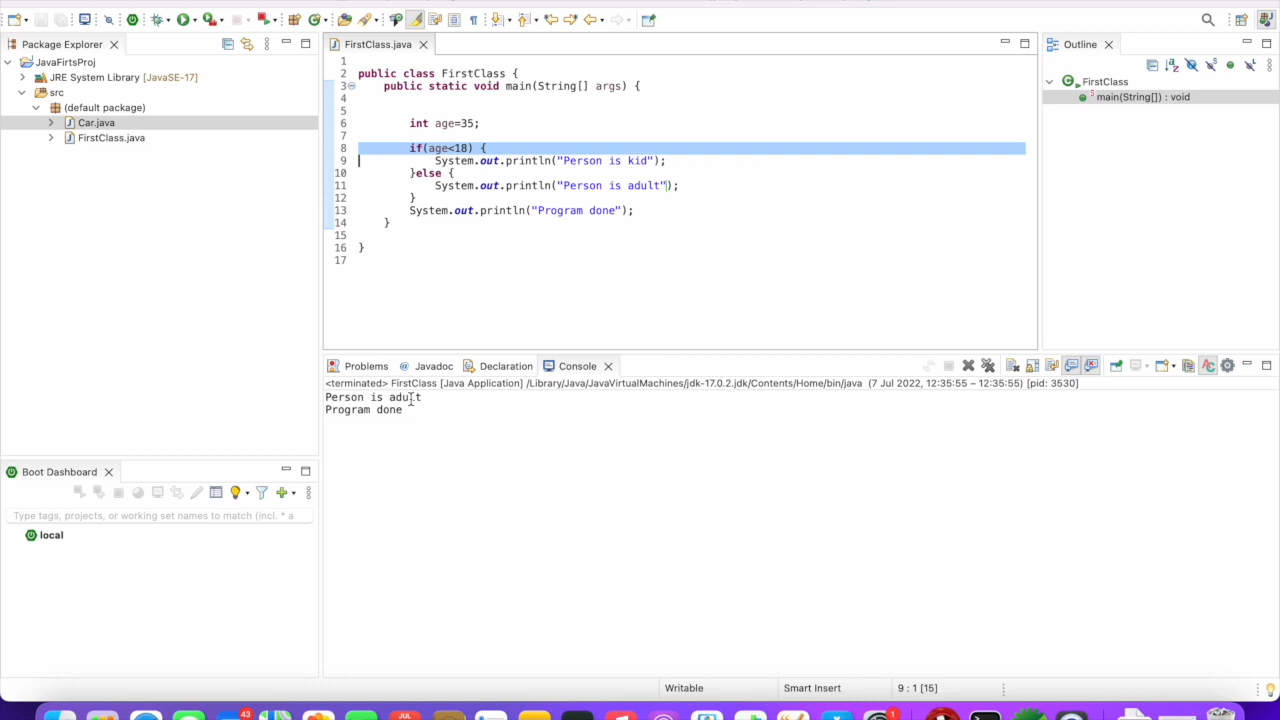 Package Explorer
JavaFirtsProj
JRE System Library [JavaSE-17]
src
(default package)
Car.java
FirstClass.java
FirstClass.java
1
2 public class FirstClass {
3 public static void main(String[] args) {
4
5
6 int age=35;
7
8 if(age<18) {
9 System.out.println("Person is kid");
10 }else {
11 System.out.println("Person is adult");
12 }
13 System.out.println("Program done");
14 }
15
16 }
17
Outline
FirstClass
main(String[]) : void
Problems @ Javadoc Declaration Console
<terminated> FirstClass [Java Application] /Library/Java/JavaVirtualMachines/jdk-17.0.2.jdk/Contents/Home/bin/java (7 Jul 2022, 12:35:55 – 12:35:55) [pid: 3530]
Person is adult
Program done
Boot Dashboard
Type tags, projects, or working set names to match (incl. * a
local
Writable Smart Insert 9 : 1 [15]
43 JUL 1